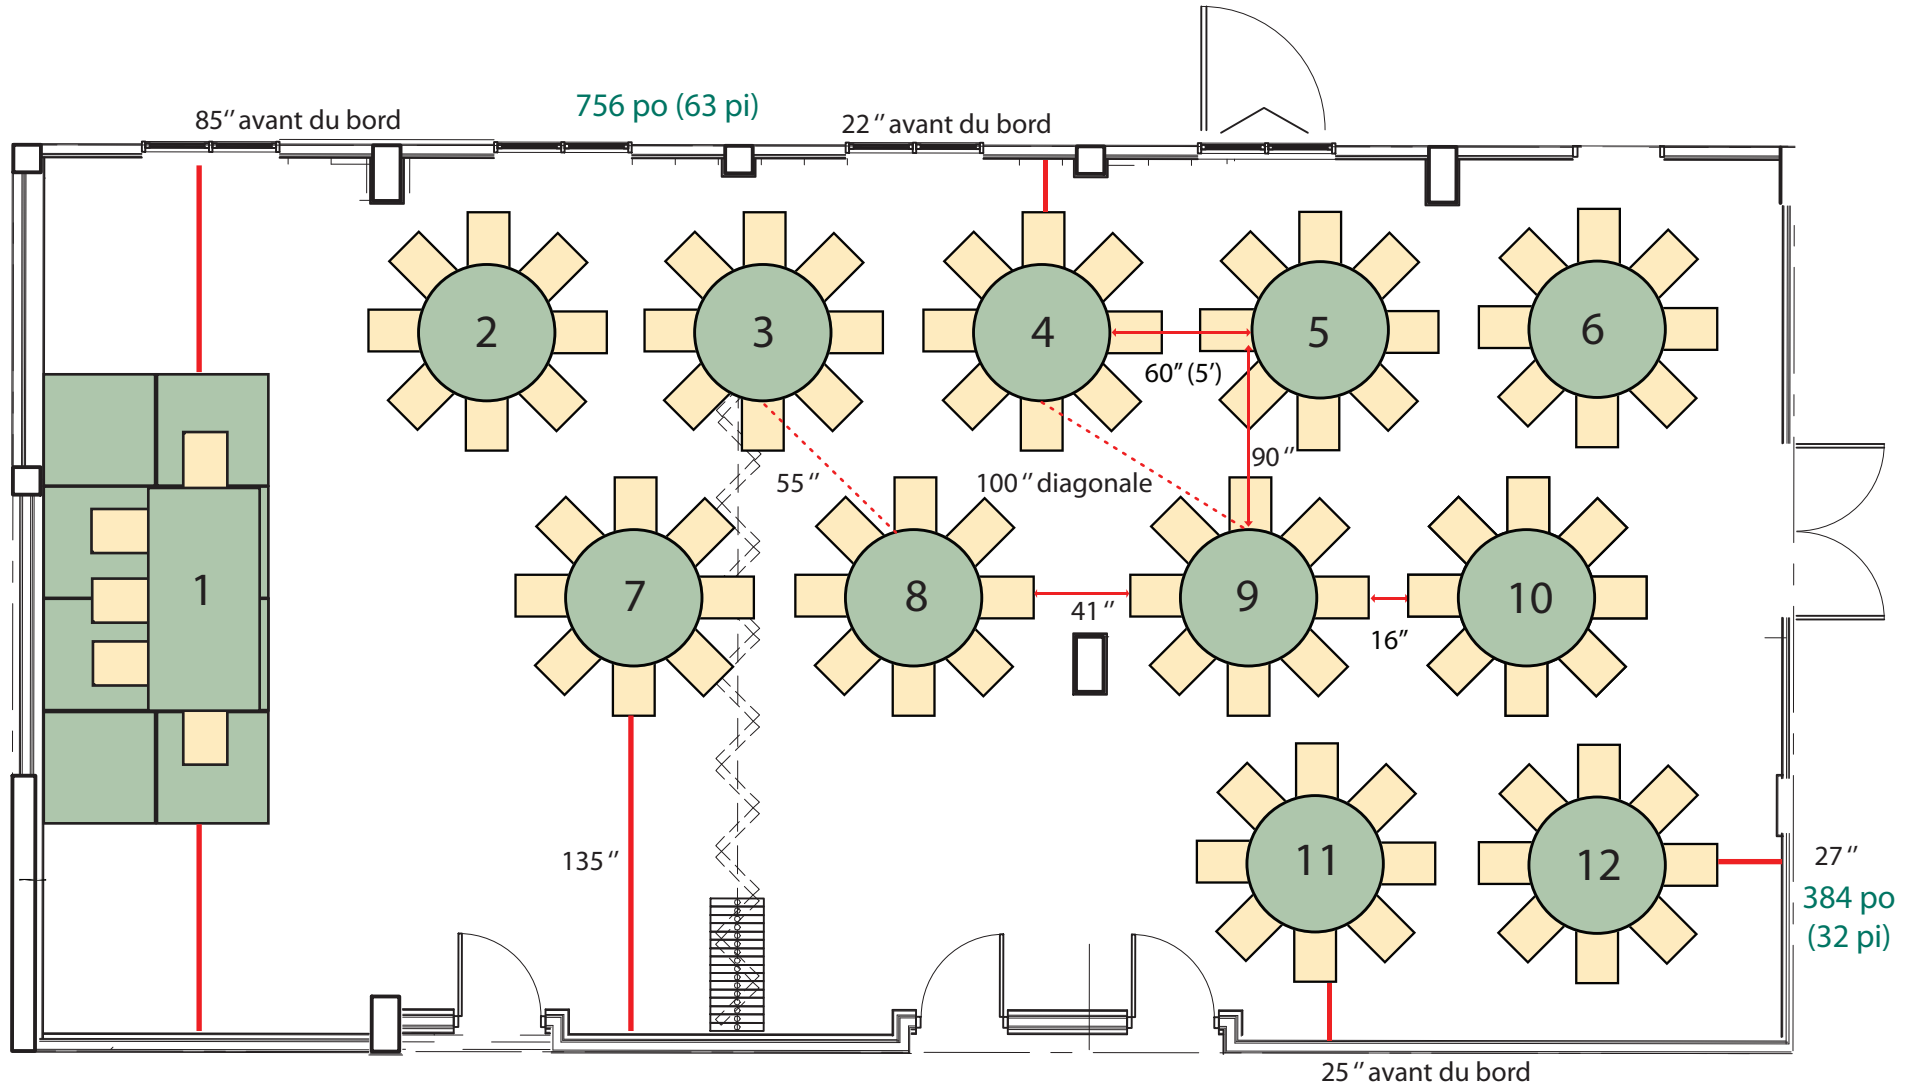 756 po (63 pi)
85″ avant du bord
22″ avant du bord
2
3
4
5
6
60″ (5′)
90″
55″
100″ diagonale
1
7
8
9
10
41″
16″
135″
11
12
27″
384 po
(32 pi)
25″ avant du bord